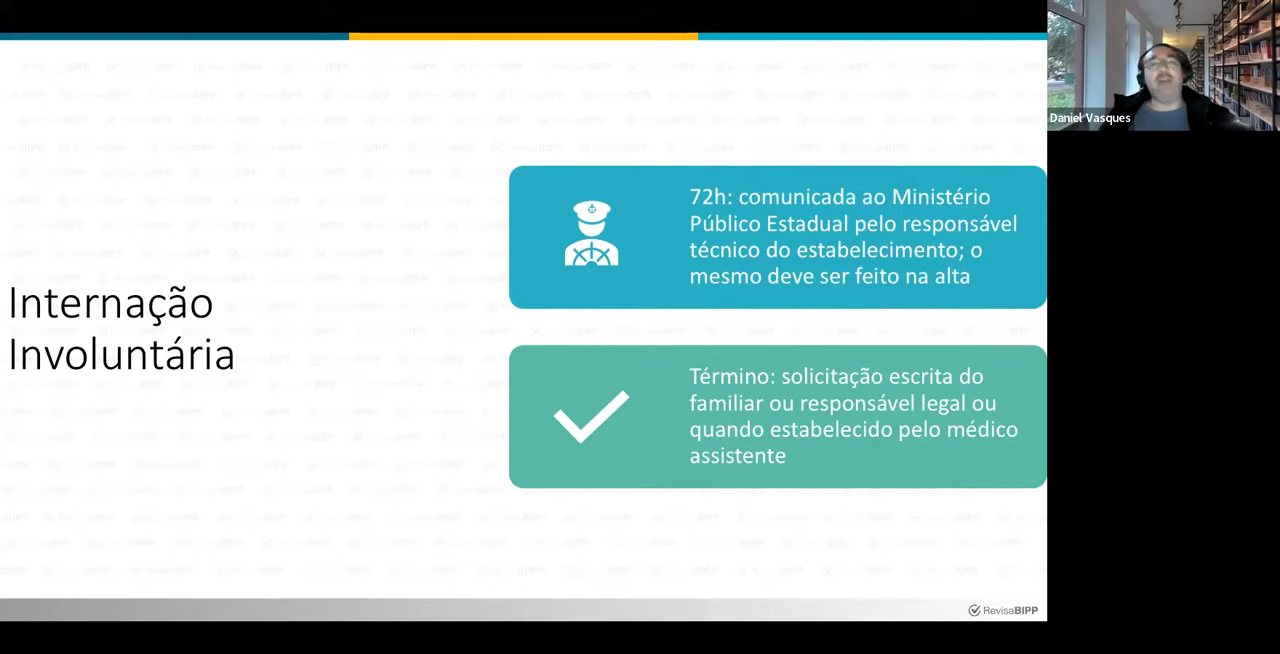 Daniel Vasques
Internação
Involuntária
72h: comunicada ao Ministério
Público Estadual pelo responsável
técnico do estabelecimento; o
mesmo deve ser feito na alta
Término: solicitação escrita do
familiar ou responsável legal ou
quando estabelecido pelo médico
assistente
RevisaBIPP